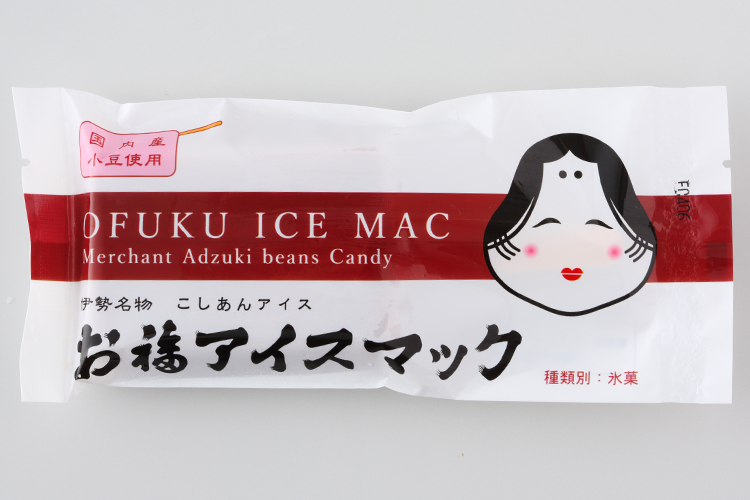 国内産
小豆使用
OFUKU ICE MAC
Merchant Adzuki beans Candy
伊勢名物 こしあんアイス
お福アイスマック
種類別:氷菓